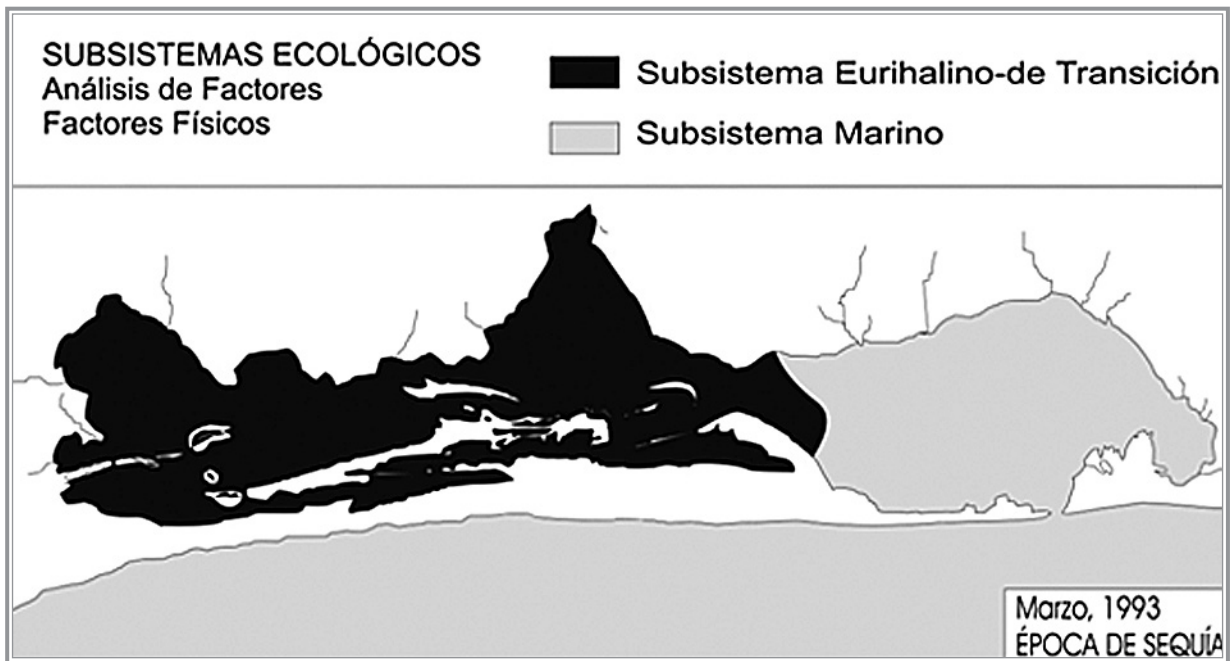 SUBSISTEMAS ECOLÓGICOS
Análisis de Factores
Factores Físicos
Subsistema Eurihalino-de Transición
Subsistema Marino
Marzo, 1993
ÉPOCA DE SEQUÍA